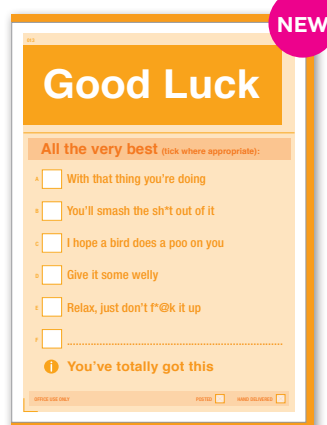 NEW
Good Luck
All the very best (tick where appropriate):
A With that thing you're doing
B You'll smash the sh*t out of it
C I hope a bird does a poo on you
D Give it some welly
E Relax, just don't f*@k it up
F ....................................................................
i You've totally got this
OFFICE USE ONLY POSTED HAND DELIVERED